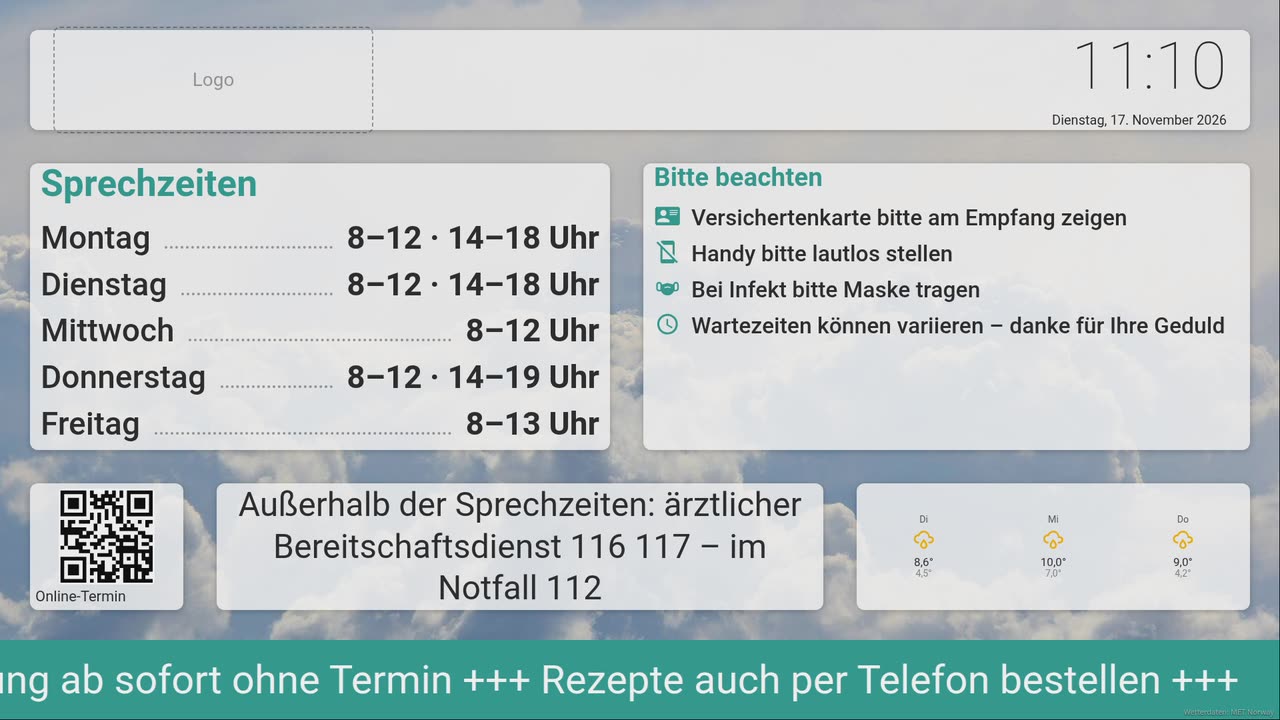 Logo
11:10
Dienstag, 17. November 2026
Sprechzeiten
Montag 8–12 · 14–18 Uhr
Dienstag 8–12 · 14–18 Uhr
Mittwoch 8–12 Uhr
Donnerstag 8–12 · 14–19 Uhr
Freitag 8–13 Uhr
Bitte beachten
Versichertenkarte bitte am Empfang zeigen
Handy bitte lautlos stellen
Bei Infekt bitte Maske tragen
Wartezeiten können variieren – danke für Ihre Geduld
Online-Termin
Außerhalb der Sprechzeiten: ärztlicher
Bereitschaftsdienst 116 117 – im
Notfall 112
Di Mi Do
8,6° 10,0° 9,0°
4,5° 7,0° 4,2°
ng ab sofort ohne Termin +++ Rezepte auch per Telefon bestellen +++
Wetterdaten: MET Norway